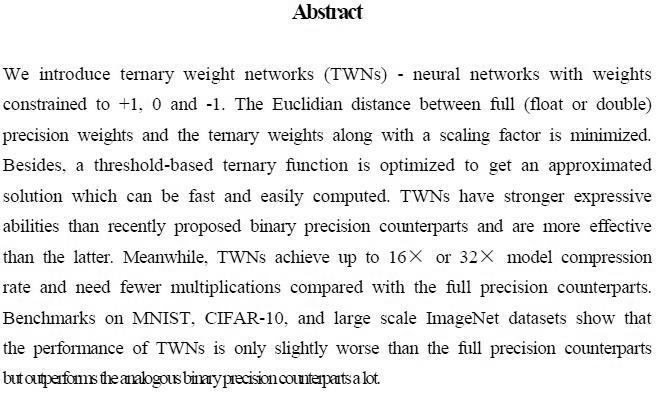 Abstract
We introduce ternary weight networks (TWNs) - neural networks with weights
constrained to +1, 0 and -1. The Euclidian distance between full (float or double)
precision weights and the ternary weights along with a scaling factor is minimized.
Besides, a threshold-based ternary function is optimized to get an approximated
solution which can be fast and easily computed. TWNs have stronger expressive
abilities than recently proposed binary precision counterparts and are more effective
than the latter. Meanwhile, TWNs achieve up to 16× or 32× model compression
rate and need fewer multiplications compared with the full precision counterparts.
Benchmarks on MNIST, CIFAR-10, and large scale ImageNet datasets show that
the performance of TWNs is only slightly worse than the full precision counterparts
but outperforms the analogous binary precision counterparts a lot.